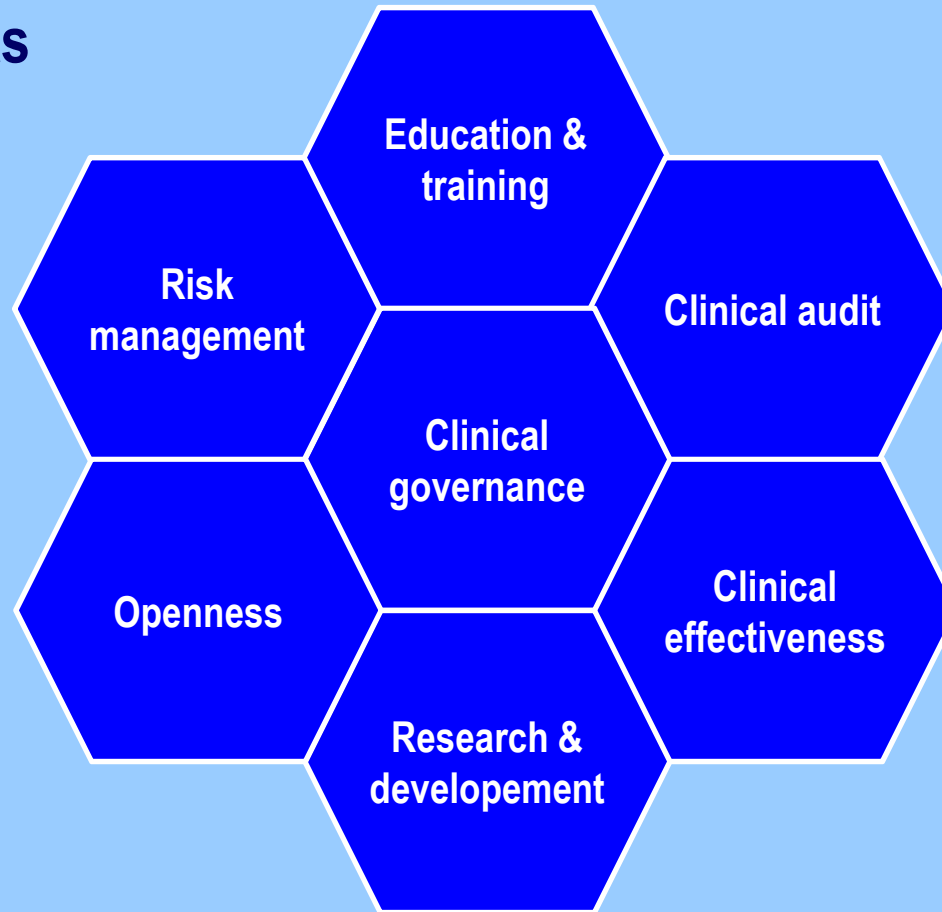 Education &
training
Risk
management
Clinical audit
Clinical
governance
Openness
Clinical
effectiveness
Research &
developement